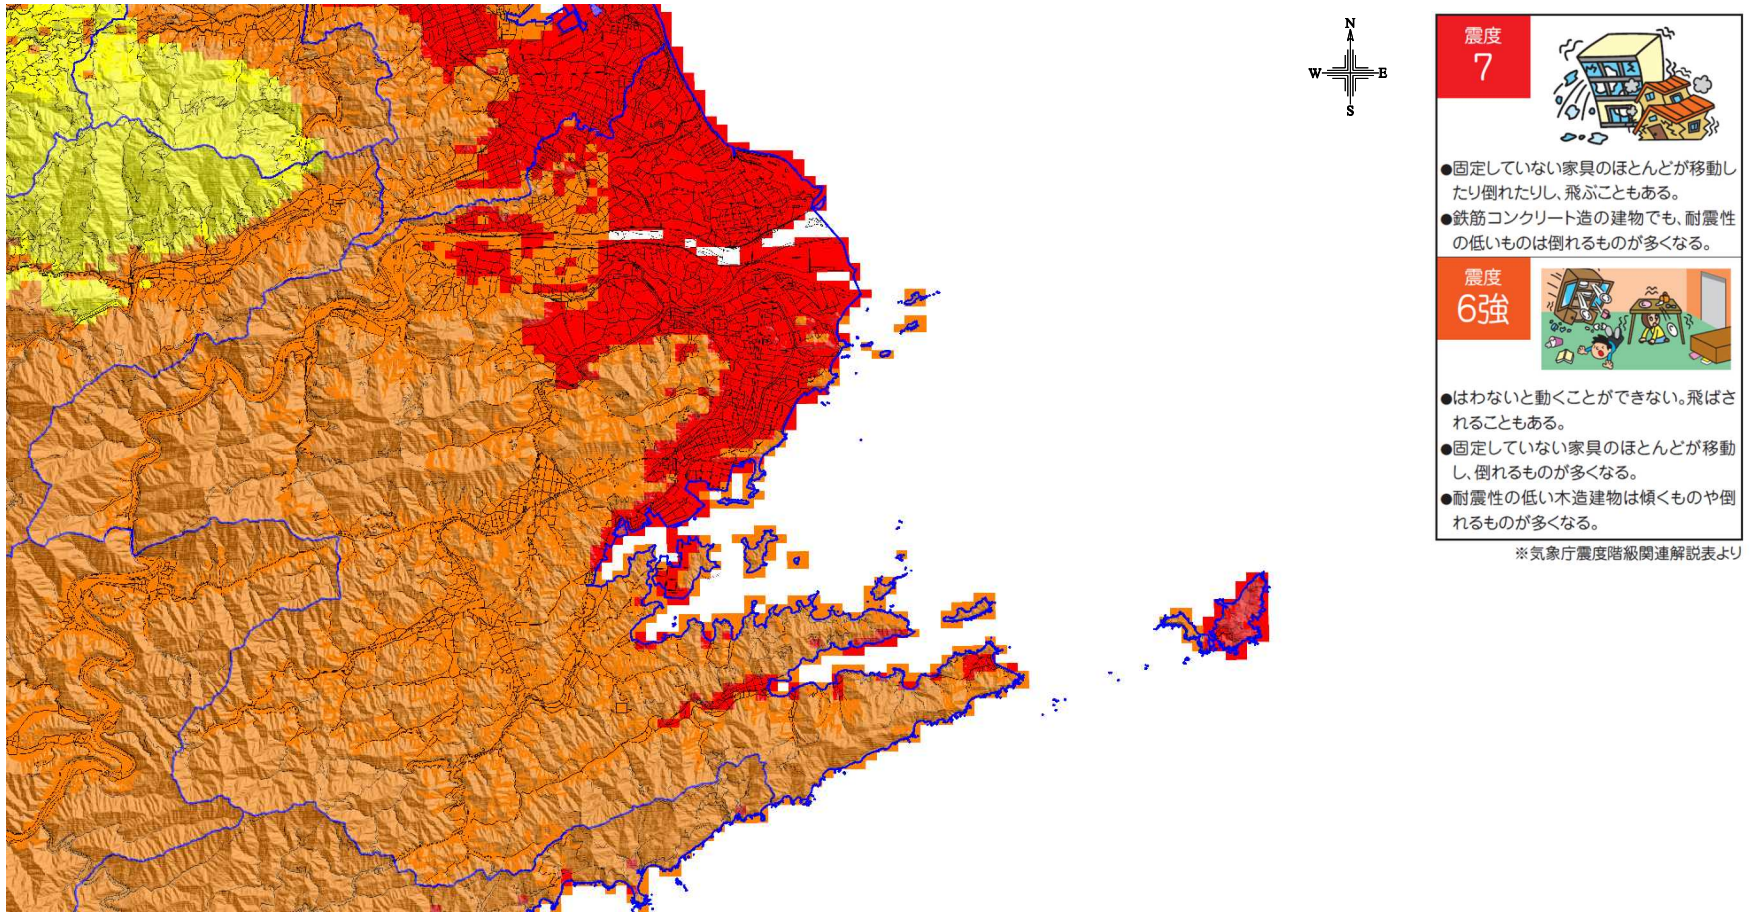 N
W E
S
震度
7
●固定していない家具のほとんどが移動し
たり倒れたりし、飛ぶこともある。
●鉄筋コンクリート造の建物でも、耐震性
の低いものは倒れるものが多くなる。
震度
6強
●はわないと動くことができない。飛ばさ
れることもある。
●固定していない家具のほとんどが移動
し、倒れるものが多くなる。
●耐震性の低い木造建物は傾くものや倒
れるものが多くなる。
※気象庁震度階級関連解説表より